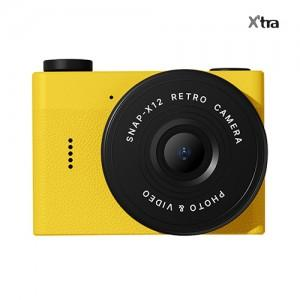 X'tra
SNAP-X12 RETRO CAMERA
PHOTO & VIDEO